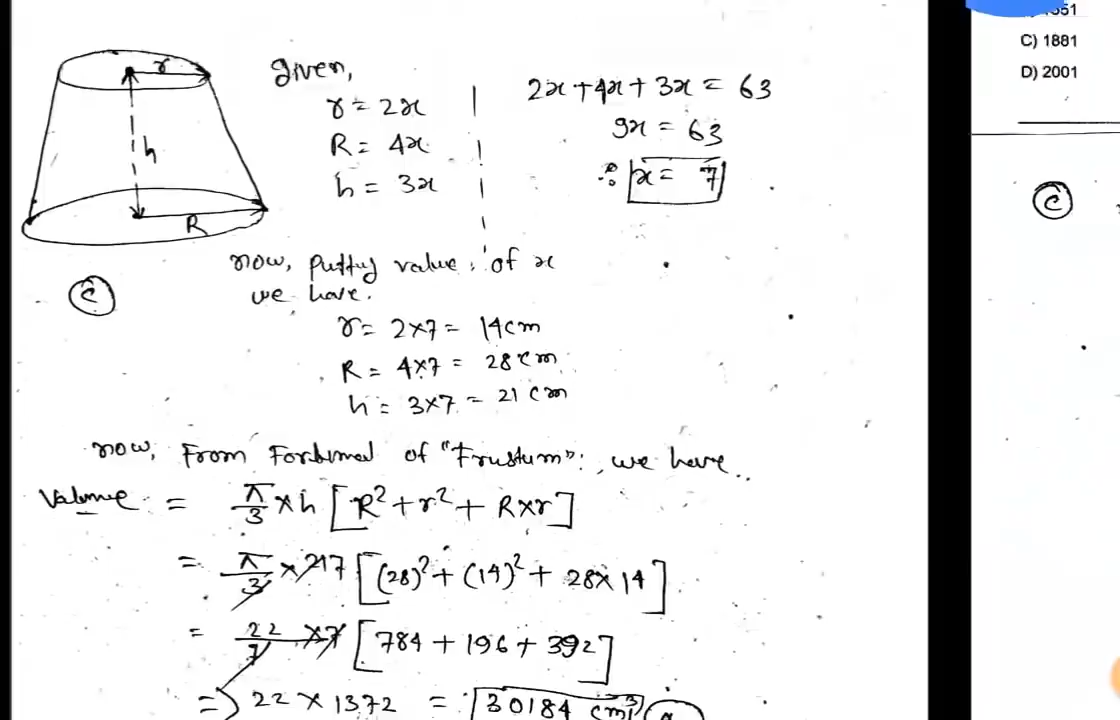 r
h
R
given,
r = 2x
R = 4x
h = 3x
2x + 4x + 3x = 63
9x = 63
∴ x = 7
now, putting value of x
we have.
(C)
r = 2×7 = 14cm
R = 4×7 = 28cm
h = 3×7 = 21cm
now, From of "Frustum":, we have..
Volume = π/3 × h [R² + r² + R×r]
= π/3 × 21 7 [(28)² + (14)² + 28×14]
= 22/7 × 7 [784 + 196 + 392]
=> 22 × 1372 = 30184 cm³
C) 1881
D) 2001
(C)